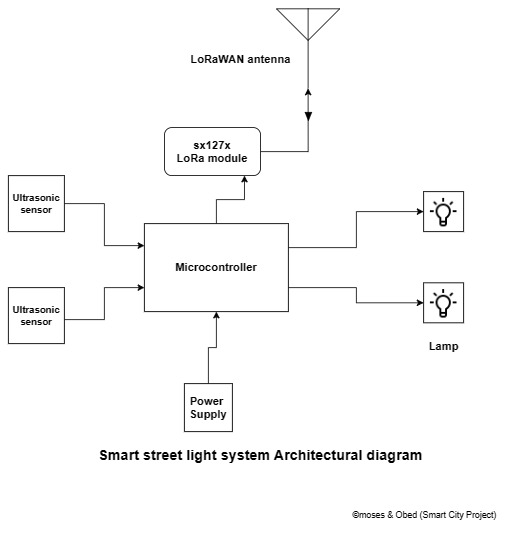 LoRaWAN antenna
sx127x
LoRa module
Ultrasonic
sensor
Microcontroller
Ultrasonic
sensor
Lamp
Power
Supply
Smart street light system Architectural diagram
©moses & Obed (Smart City Project)